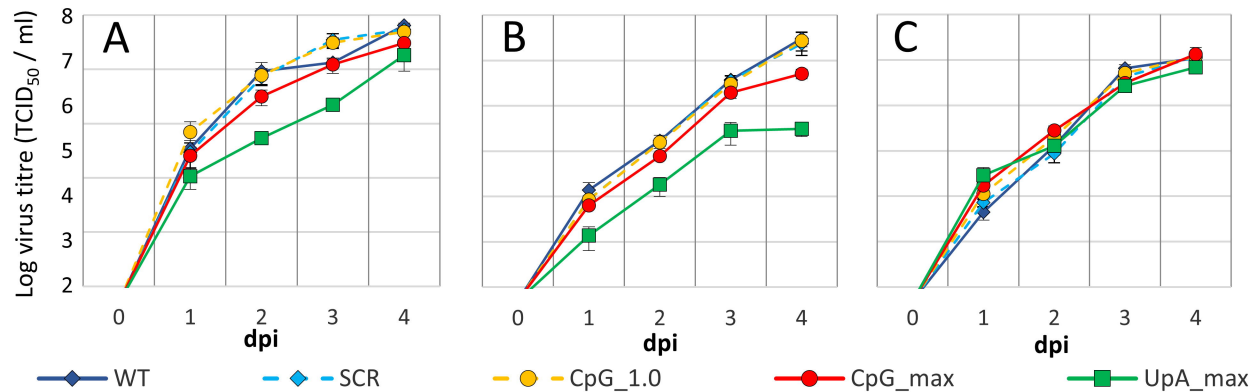 A B C
Log virus titre (TCID50 / ml)
8
7
6
5
4
3
2
0 1 2 3 4 0 1 2 3 4 0 1 2 3 4
dpi dpi dpi
WT SCR CpG_1.0 CpG_max UpA_max